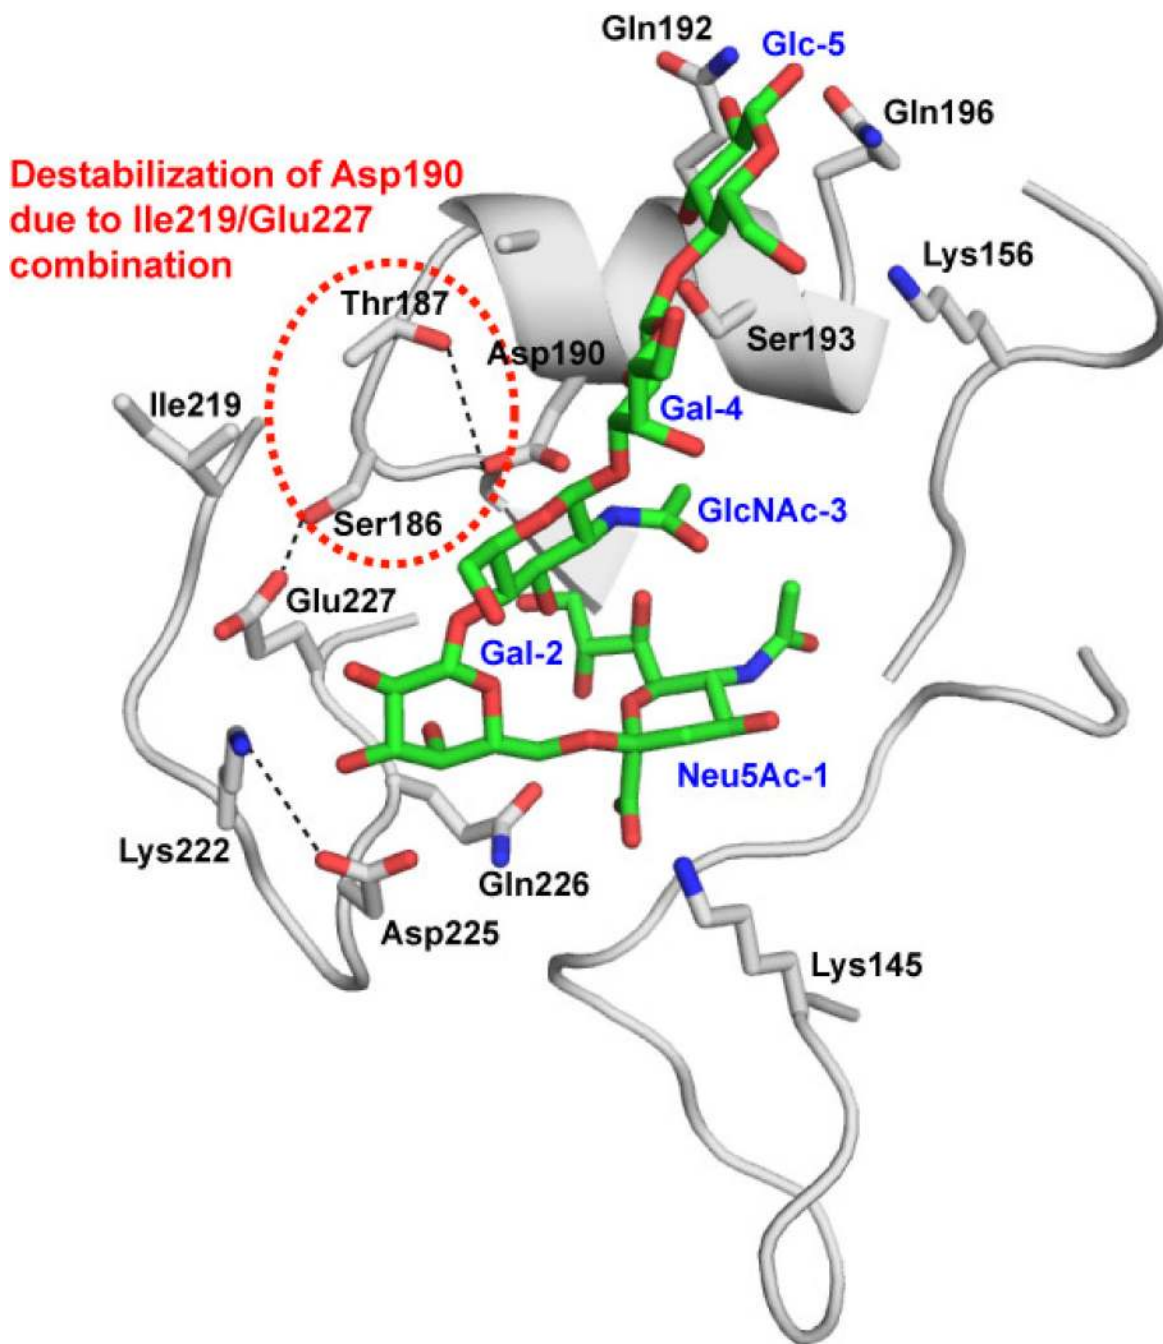 Gln192
Glc-5
Gln196
Destabilization of Asp190
due to Ile219/Glu227
combination
Lys156
Thr187
Ser193
Asp190
Ile219
Gal-4
GlcNAc-3
Ser186
Glu227
Gal-2
Neu5Ac-1
Lys222
Gln226
Asp225
Lys145